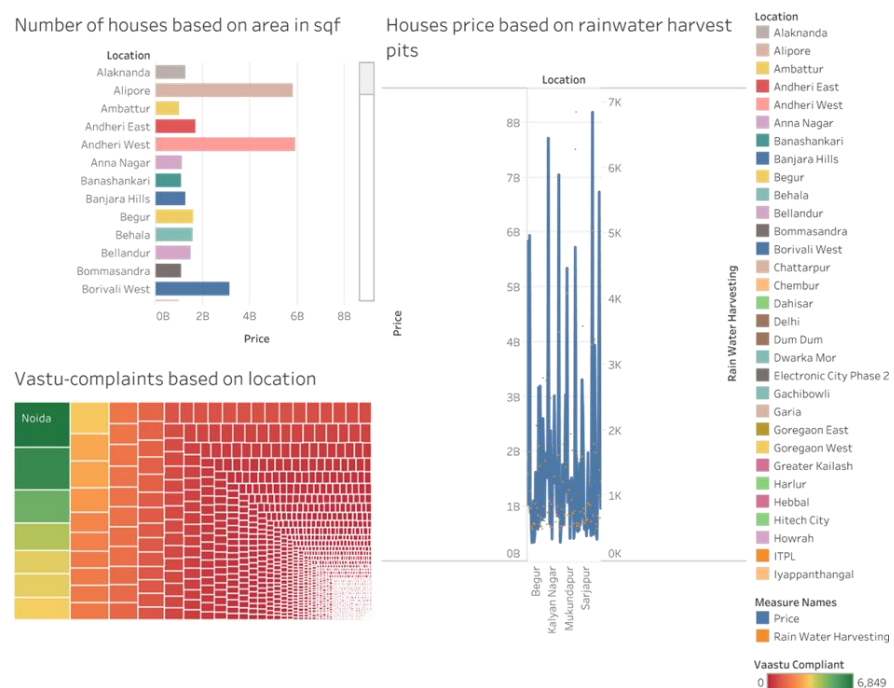 Number of houses based on area in sqf
Location
Alaknanda
Alipore
Ambattur
Andheri East
Andheri West
Anna Nagar
Banashankari
Banjara Hills
Begur
Behala
Bellandur
Bommasandra
Borivali West
0B 2B 4B 6B 8B
Price
Vastu-complaints based on location
Noida
Houses price based on rainwater harvest
pits
Location
8B
7B
6B
5B
4B
3B
2B
1B
0B
Price
7K
6K
5K
4K
3K
2K
1K
0K
Rain Water Harvesting
Begur
Kalyan Nagar
Mukundapur
Sarjapur
Location
Alaknanda
Alipore
Ambattur
Andheri East
Andheri West
Anna Nagar
Banashankari
Banjara Hills
Begur
Behala
Bellandur
Bommasandra
Borivali West
Chattarpur
Chembur
Dahisar
Delhi
Dum Dum
Dwarka Mor
Electronic City Phase 2
Gachibowli
Garia
Goregaon East
Goregaon West
Greater Kailash
Harlur
Hebbal
Hitech City
Howrah
ITPL
Iyappanthangal
Measure Names
Price
Rain Water Harvesting
Vaastu Compliant
0 6,849